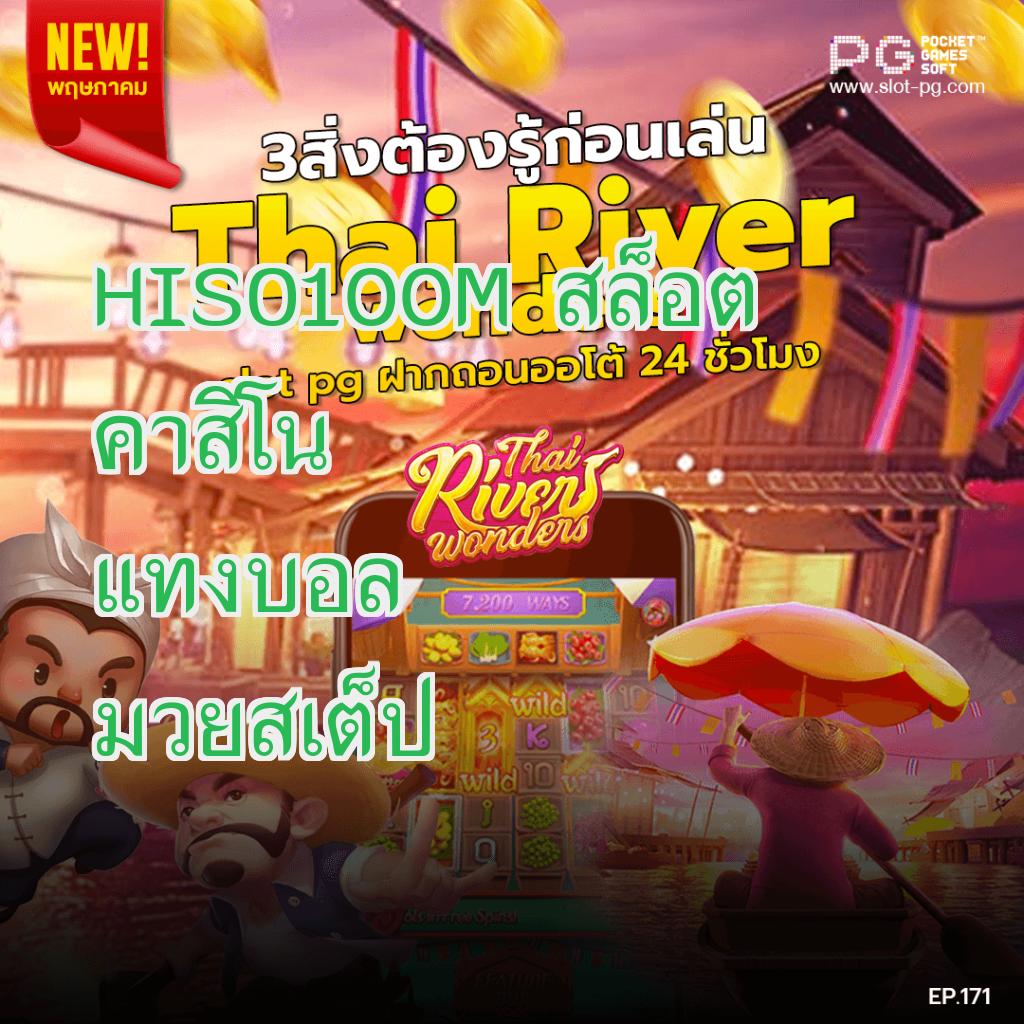 NEW!
พฤษภาคม
PG POCKET GAMES SOFT™
www.slot-pg.com
3สิ่งต้องรู้ก่อนเล่น
Thai River
HISO100M สล็อต
pg ฝากถอนออโต้ 24 ชั่วโมง
คาสิโน
Thai
River
Wonders
แทงบอล
7,200 WAYS
มวยสเต็ป
wild
10
3
K
wild
10
wild
J
Q
EP.171